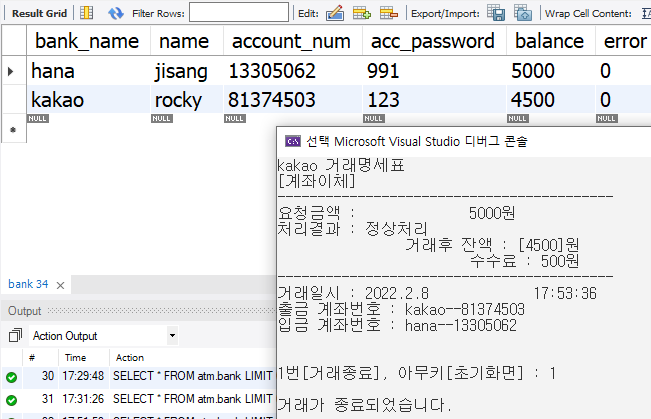 Result Grid Filter Rows: Edit: Export/Import: Wrap Cell Content:
bank_name name account_num acc_password balance error
hana jisang 13305062 991 5000 0
kakao rocky 81374503 123 4500 0
NULL NULL NULL NULL NULL NULL
선택 Microsoft Visual Studio 디버그 콘솔
kakao 거래명세표
[계좌이체]
----------------------------------------
요청금액 : 5000원
처리결과 : 정상처리
거래후 잔액 : [4500]원
수수료 : 500원
----------------------------------------
거래일시 : 2022.2.8 17:53:36
출금 계좌번호 : kakao--81374503
입금 계좌번호 : hana--13305062
1번[거래종료], 아무키[초기화면] : 1
거래가 종료되었습니다.
bank 34
Output
Action Output
# Time Action
30 17:29:48 SELECT * FROM atm.bank LIMIT
31 17:31:26 SELECT * FROM atm.bank LIMIT